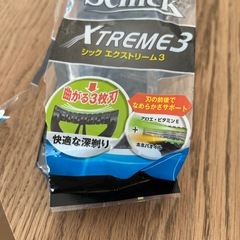 Schick
XTREME3
シック エクストリーム3
曲がる3枚刃
快適な深剃り
刃の前後で
なめらかさサポート
アロエ・ビタミンE
+